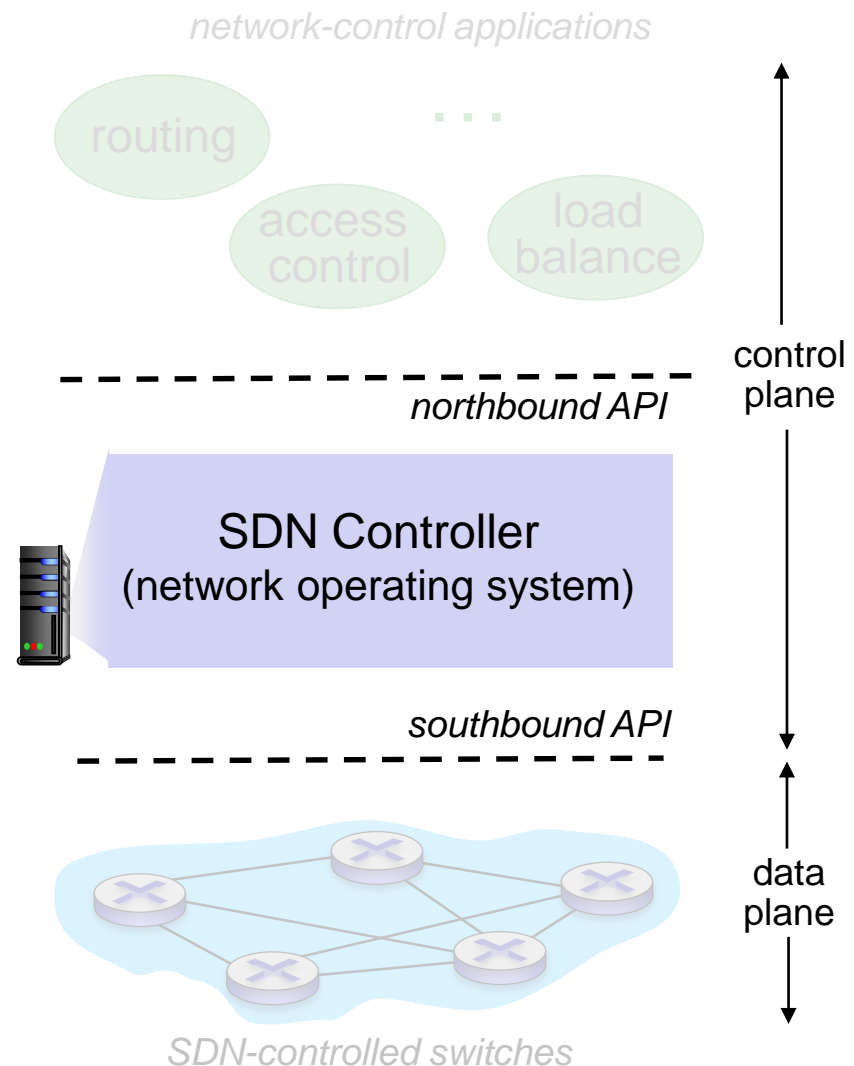 network-control applications
routing
...
access
control
load
balance
control
plane
northbound API
SDN Controller
(network operating system)
southbound API
data
plane
SDN-controlled switches